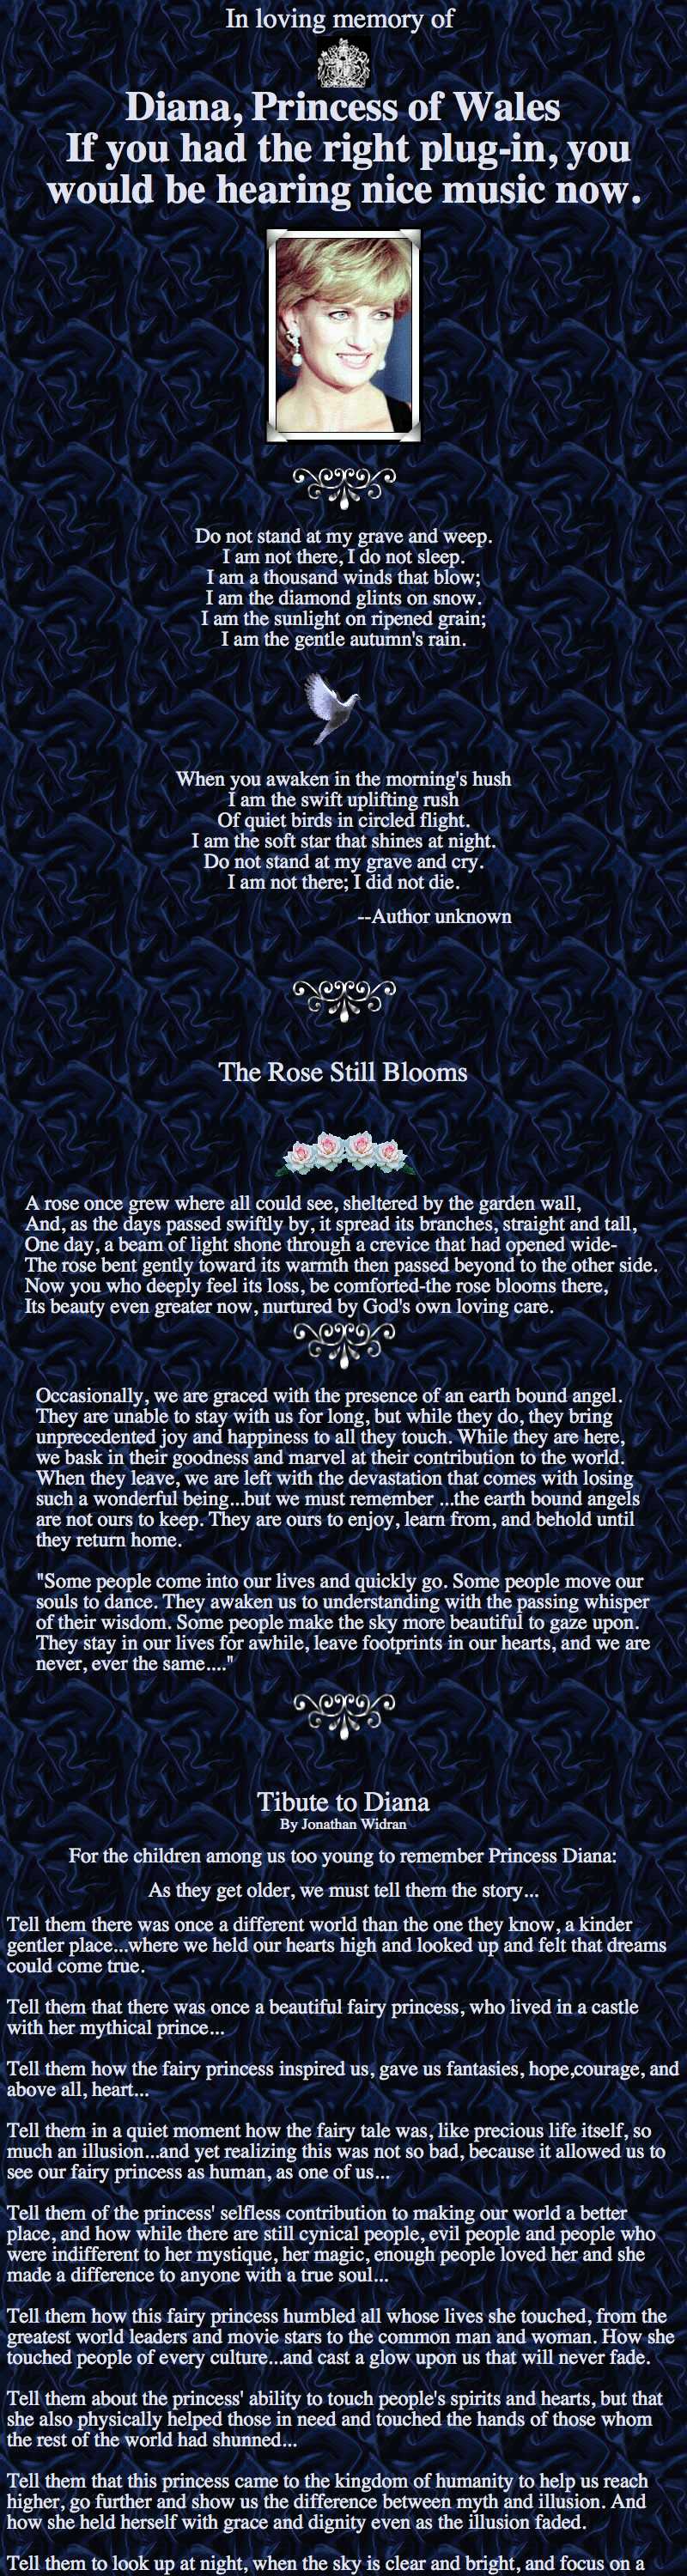 In loving memory of
Diana, Princess of Wales
If you had the right plug-in, you
would be hearing nice music now.
Do not stand at my grave and weep.
I am not there, I do not sleep.
I am a thousand winds that blow;
I am the diamond glints on snow.
I am the sunlight on ripened grain;
I am the gentle autumn's rain.
When you awaken in the morning's hush
I am the swift uplifting rush
Of quiet birds in circled flight.
I am the soft star that shines at night.
Do not stand at my grave and cry.
I am not there; I did not die.
--Author unknown
The Rose Still Blooms
A rose once grew where all could see, sheltered by the garden wall,
And, as the days passed swiftly by, it spread its branches, straight and tall,
One day, a beam of light shone through a crevice that had opened wide-
The rose bent gently toward its warmth then passed beyond to the other side.
Now you who deeply feel its loss, be comforted-the rose blooms there,
Its beauty even greater now, nurtured by God's own loving care.
Occasionally, we are graced with the presence of an earth bound angel.
They are unable to stay with us for long, but while they do, they bring
unprecedented joy and happiness to all they touch. While they are here,
we bask in their goodness and marvel at their contribution to the world.
When they leave, we are left with the devastation that comes with losing
such a wonderful being...but we must remember ...the earth bound angels
are not ours to keep. They are ours to enjoy, learn from, and behold until
they return home.
"Some people come into our lives and quickly go. Some people move our
souls to dance. They awaken us to understanding with the passing whisper
of their wisdom. Some people make the sky more beautiful to gaze upon.
They stay in our lives for awhile, leave footprints in our hearts, and we are
never, ever the same...."
Tibute to Diana
By Jonathan Widran
For the children among us too young to remember Princess Diana:
As they get older, we must tell them the story...
Tell them there was once a different world than the one they know, a kinder
gentler place...where we held our hearts high and looked up and felt that dreams
could come true.
Tell them that there was once a beautiful fairy princess, who lived in a castle
with her mythical prince...
Tell them how the fairy princess inspired us, gave us fantasies, hope,courage, and
above all, heart...
Tell them in a quiet moment how the fairy tale was, like precious life itself, so
much an illusion...and yet realizing this was not so bad, because it allowed us to
see our fairy princess as human, as one of us...
Tell them of the princess' selfless contribution to making our world a better
place, and how while there are still cynical people, evil people and people who
were indifferent to her mystique, her magic, enough people loved her and she
made a difference to anyone with a true soul...
Tell them how this fairy princess humbled all whose lives she touched, from the
greatest world leaders and movie stars to the common man and woman. How she
touched people of every culture...and cast a glow upon us that will never fade.
Tell them about the princess' ability to touch people's spirits and hearts, but that
she also physically helped those in need and touched the hands of those whom
the rest of the world had shunned...
Tell them that this princess came to the kingdom of humanity to help us reach
higher, go further and show us the difference between myth and illusion. And
how she held herself with grace and dignity even as the illusion faded.
Tell them to look up at night, when the sky is clear and bright, and focus on a